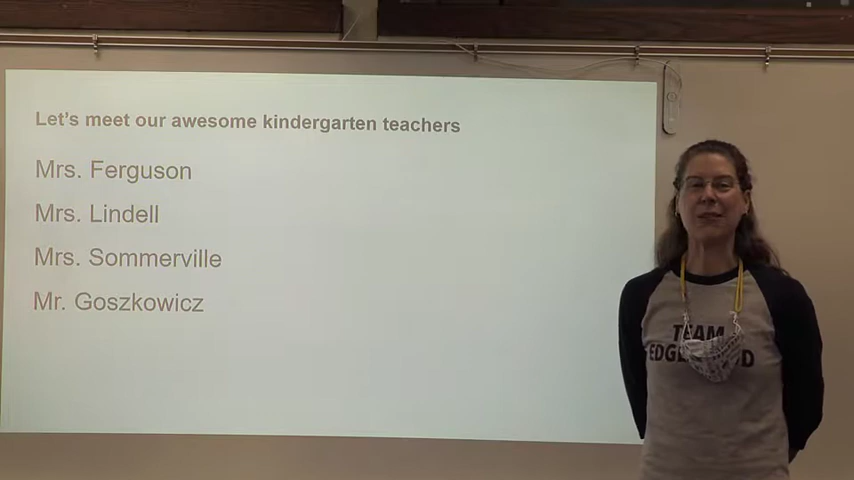 Let's meet our awesome kindergarten teachers
Mrs. Ferguson
Mrs. Lindell
Mrs. Sommerville
Mr. Goszkowicz
TEAM